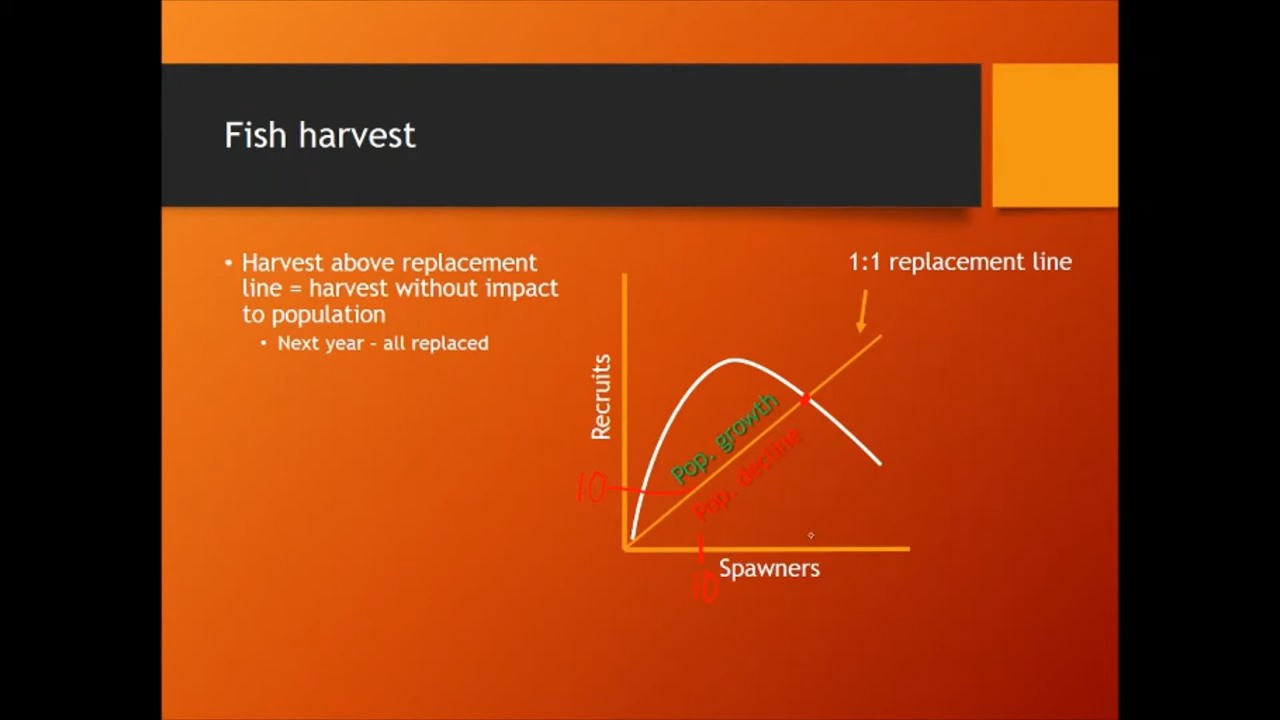 Fish harvest
• Harvest above replacement
line = harvest without impact
to population
• Next year – all replaced
1:1 replacement line
Recruits
Pop. growth
Pop. decline
10
Spawners
10